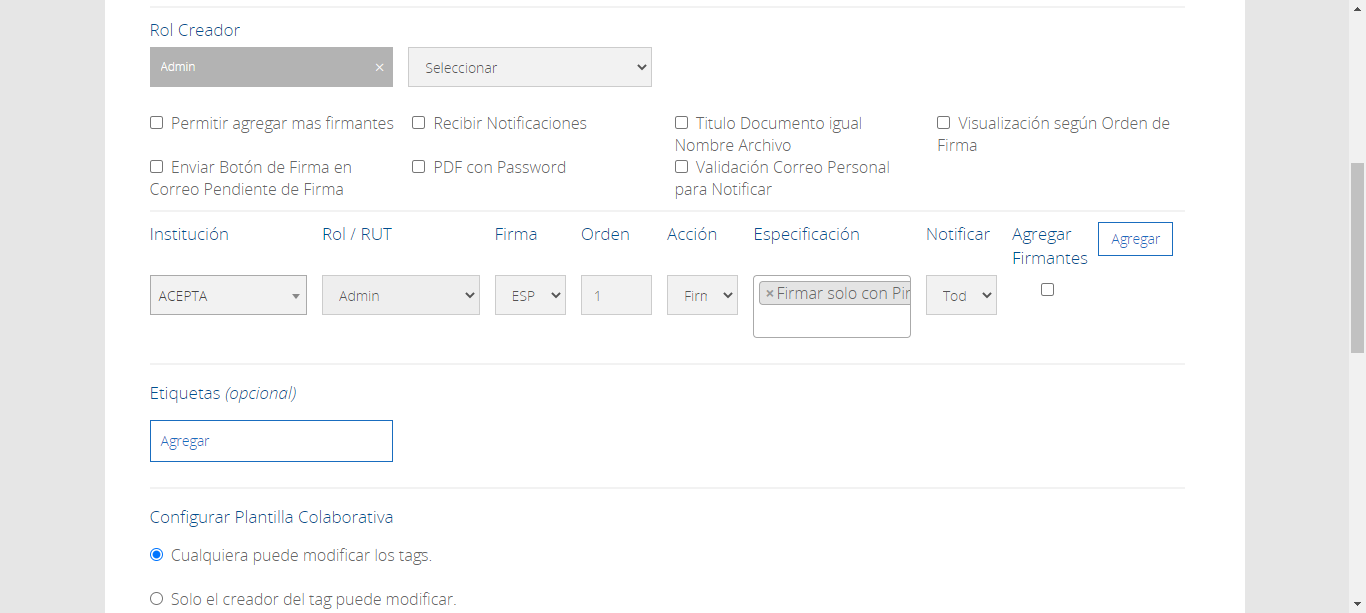 Rol Creador
Admin ×
Seleccionar
Permitir agregar mas firmantes
Recibir Notificaciones
Titulo Documento igual
Nombre Archivo
Visualización según Orden de
Firma
Enviar Botón de Firma en
Correo Pendiente de Firma
PDF con Password
Validación Correo Personal
para Notificar
Institución
Rol / RUT
Firma
Orden
Acción
Especificación
Notificar
Agregar
Firmantes
Agregar
ACEPTA
Admin
ESP
1
Firn
×Firmar solo con Pin
Tod
Etiquetas (opcional)
Agregar
Configurar Plantilla Colaborativa
Cualquiera puede modificar los tags.
Solo el creador del tag puede modificar.